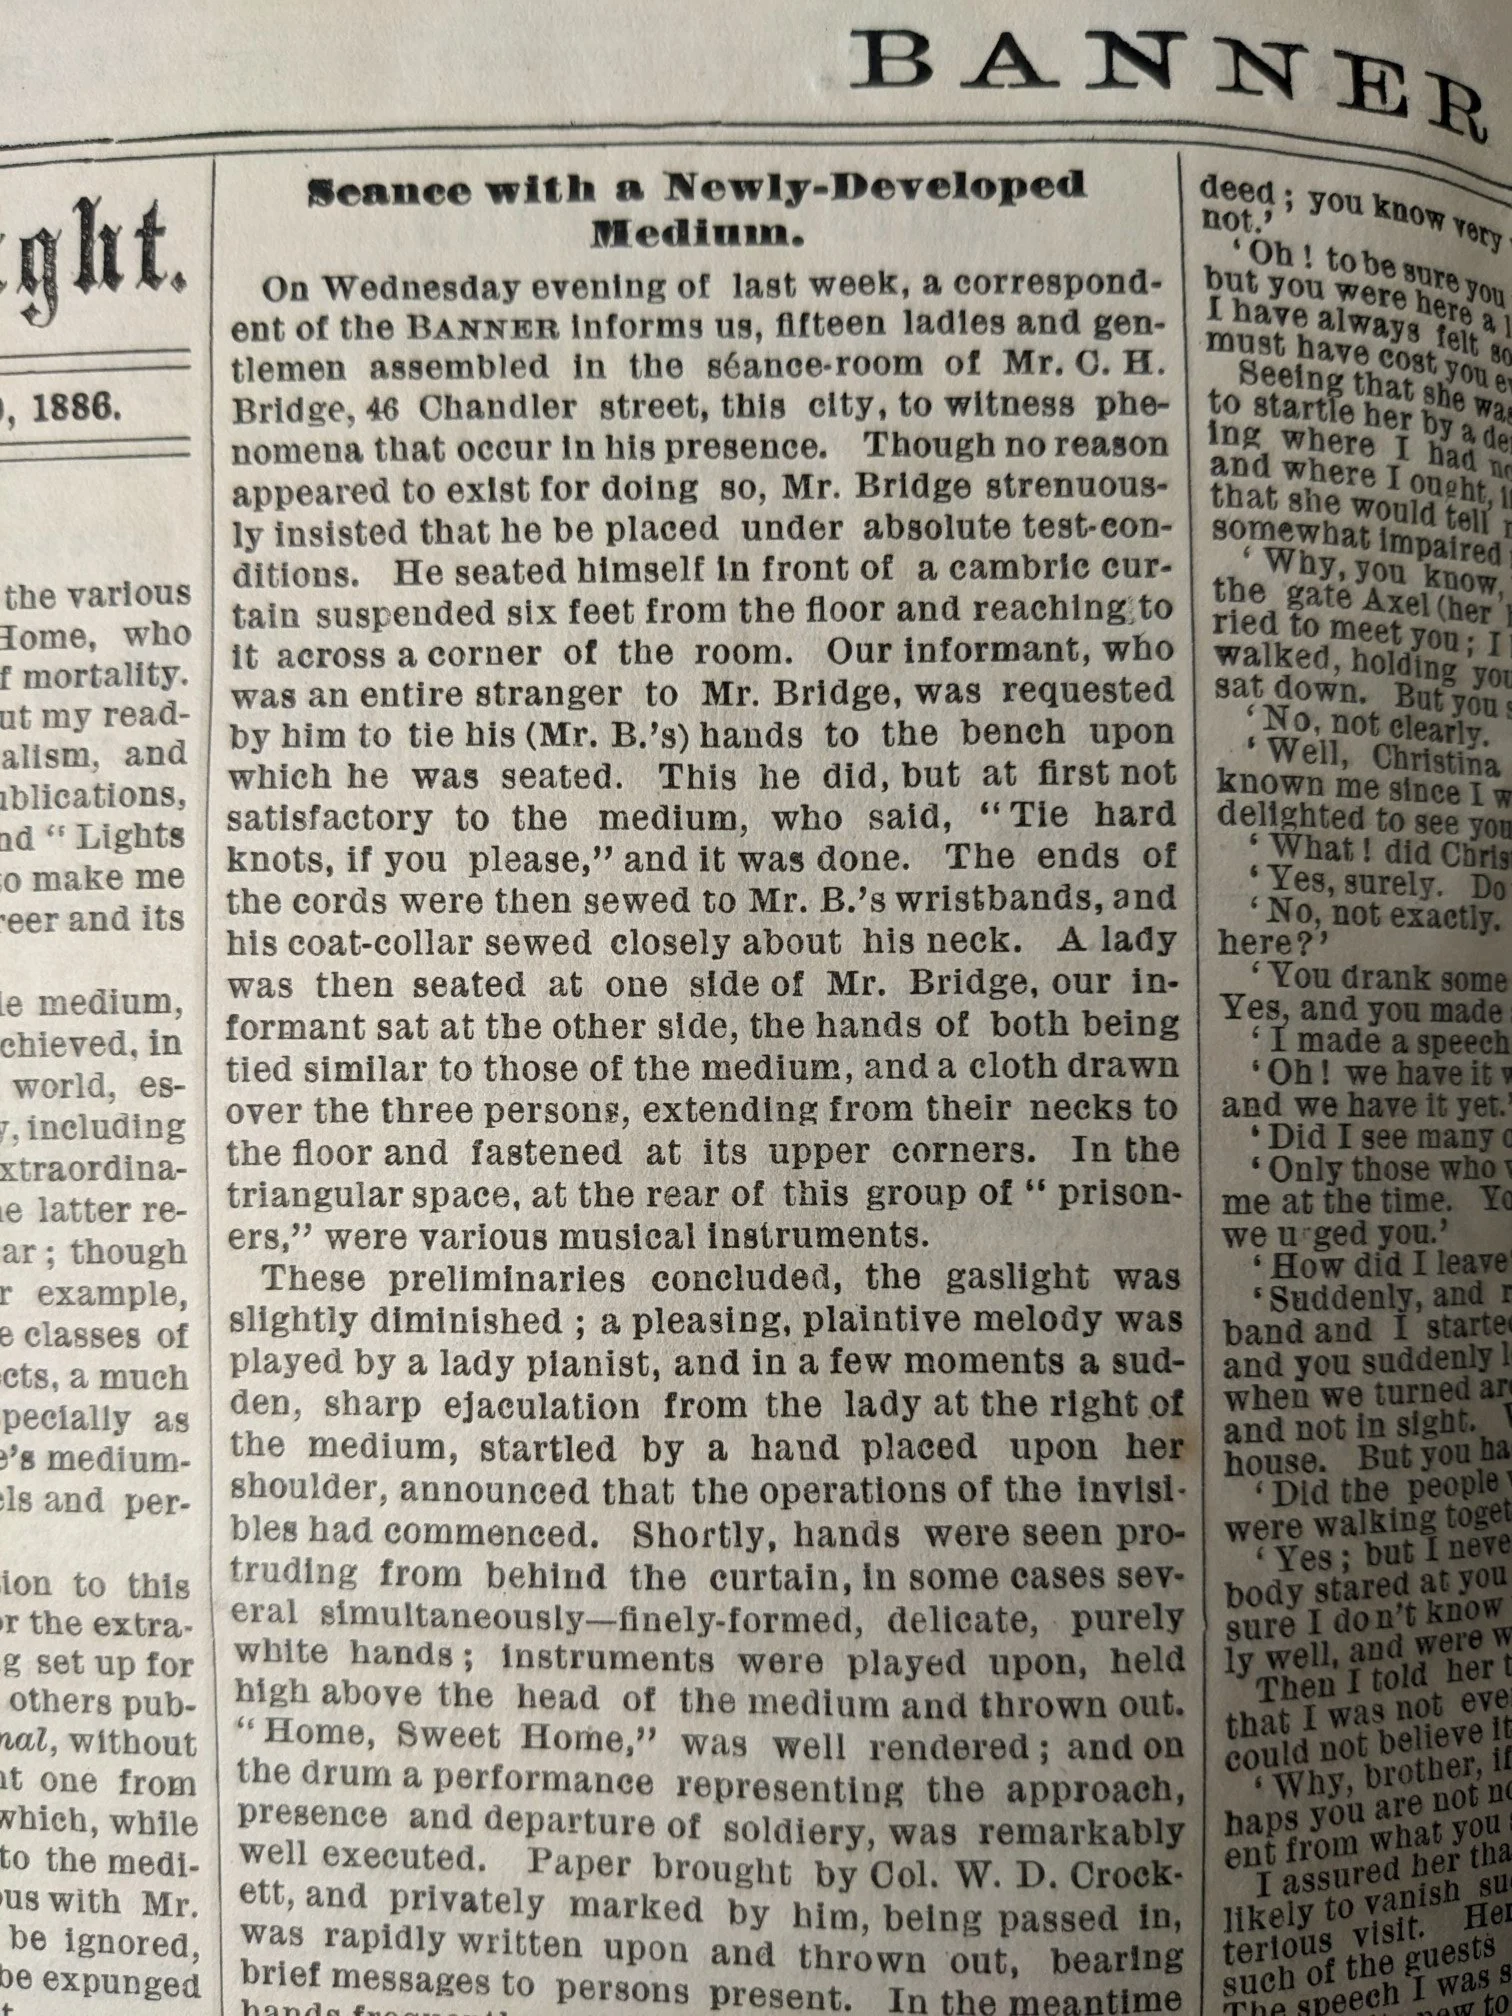 BANNER
ght.
, 1886.
the various
Home, who
f mortality.
ut my read-
alism, and
blications,
nd " Lights
to make me
reer and its
le medium,
chieved, in
world, es-
y, including
xtraordina-
he latter re-
ar ; though
r example,
e classes of
cts, a much
pecially as
e's medium-
els and per-
ion to this
or the extra-
g set up for
others pub-
nal, without
nt one from
which, while
to the medi-
ous with Mr.
be ignored,
be expunged
Seance with a Newly-Developed
Medium.
On Wednesday evening of last week, a correspond-
ent of the BANNER informs us, fifteen ladies and gen-
tlemen assembled in the séance-room of Mr. C. H.
Bridge, 46 Chandler street, this city, to witness phe-
nomena that occur in his presence. Though no reason
appeared to exist for doing so, Mr. Bridge strenuous-
ly insisted that he be placed under absolute test-con-
ditions. He seated himself in front of a cambric cur-
tain suspended six feet from the floor and reaching to
it across a corner of the room. Our informant, who
was an entire stranger to Mr. Bridge, was requested
by him to tie his (Mr. B.'s) hands to the bench upon
which he was seated. This he did, but at first not
satisfactory to the medium, who said, "Tie hard
knots, if you please," and it was done. The ends of
the cords were then sewed to Mr. B.'s wristbands, and
his coat-collar sewed closely about his neck. A lady
was then seated at one side of Mr. Bridge, our in-
formant sat at the other side, the hands of both being
tied similar to those of the medium, and a cloth drawn
over the three persons, extending from their necks to
the floor and fastened at its upper corners. In the
triangular space, at the rear of this group of " prison-
ers," were various musical instruments.
These preliminaries concluded, the gaslight was
slightly diminished ; a pleasing, plaintive melody was
played by a lady pianist, and in a few moments a sud-
den, sharp ejaculation from the lady at the right of
the medium, startled by a hand placed upon her
shoulder, announced that the operations of the invisi-
bles had commenced. Shortly, hands were seen pro-
truding from behind the curtain, in some cases sev-
eral simultaneously—finely-formed, delicate, purely
white hands ; instruments were played upon, held
high above the head of the medium and thrown out.
"Home, Sweet Home," was well rendered ; and on
the drum a performance representing the approach,
presence and departure of soldiery, was remarkably
well executed. Paper brought by Col. W. D. Crock-
ett, and privately marked by him, being passed in,
was rapidly written upon and thrown out, bearing
brief messages to persons present. In the meantime
hands
deed ; you know very
not.'
'Oh ! to be sure you
but you were here a
I have always felt so
must have cost you
Seeing that she was
to startle her by a de
ing where I had
and where I ought,
that she would tell
somewhat impaired
'Why, you know,
the gate Axel (her
ried to meet you ; I
walked, holding you
sat down. But you
'No, not clearly.
'Well, Christina
known me since I w
delighted to see you
'What ! did Chris
'Yes, surely. Do
'No, not exactly.
here?'
'You drank some
Yes, and you made
'I made a speech
'Oh ! we have it
and we have it yet.'
'Did I see many
'Only those who
me at the time. Yo
we urged you.'
'How did I leave
'Suddenly, and
band and I starte
and you suddenly
when we turned ar
and not in sight.
house. But you ha
'Did the people
were walking toget
'Yes ; but I neve
body stared at you
sure I don't know
ly well, and were w
Then I told her t
that I was not eve
could not believe it
'Why, brother, if
haps you are not no
ent from what you
I assured her tha
likely to vanish su
terious visit. Her
such of the guests
The speech I was s